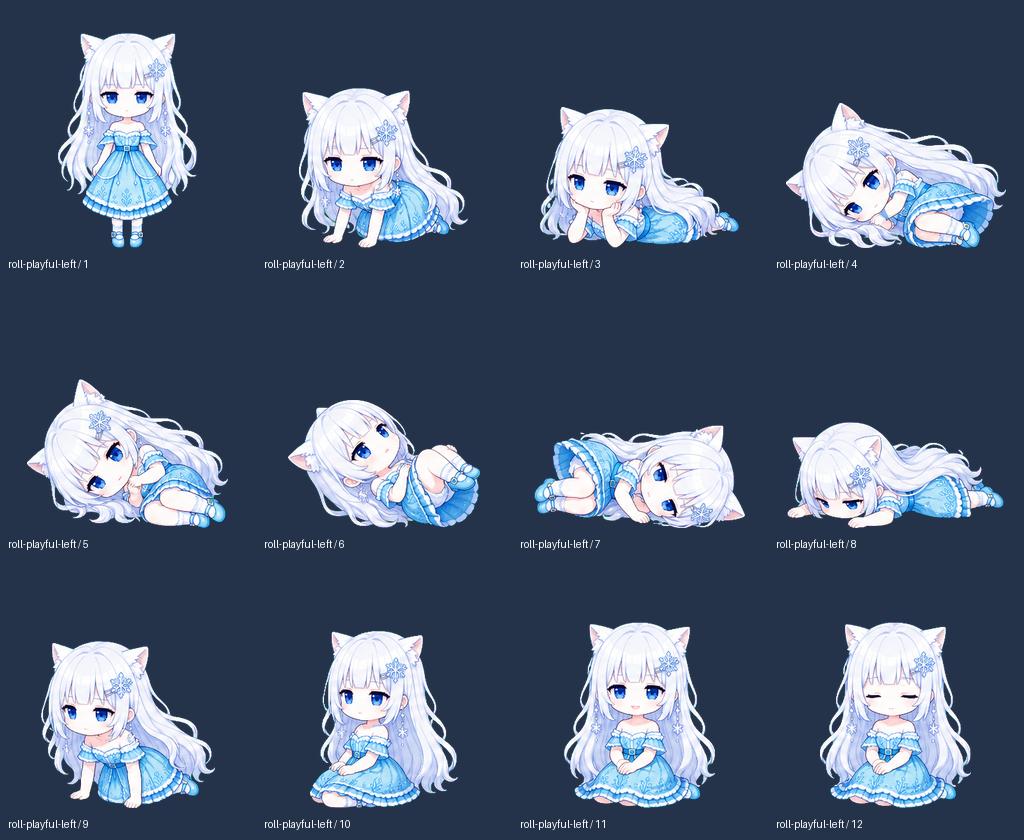 roll-playful-left / 1
roll-playful-left / 2
roll-playful-left / 3
roll-playful-left / 4
roll-playful-left / 5
roll-playful-left / 6
roll-playful-left / 7
roll-playful-left / 8
roll-playful-left / 9
roll-playful-left / 10
roll-playful-left / 11
roll-playful-left / 12